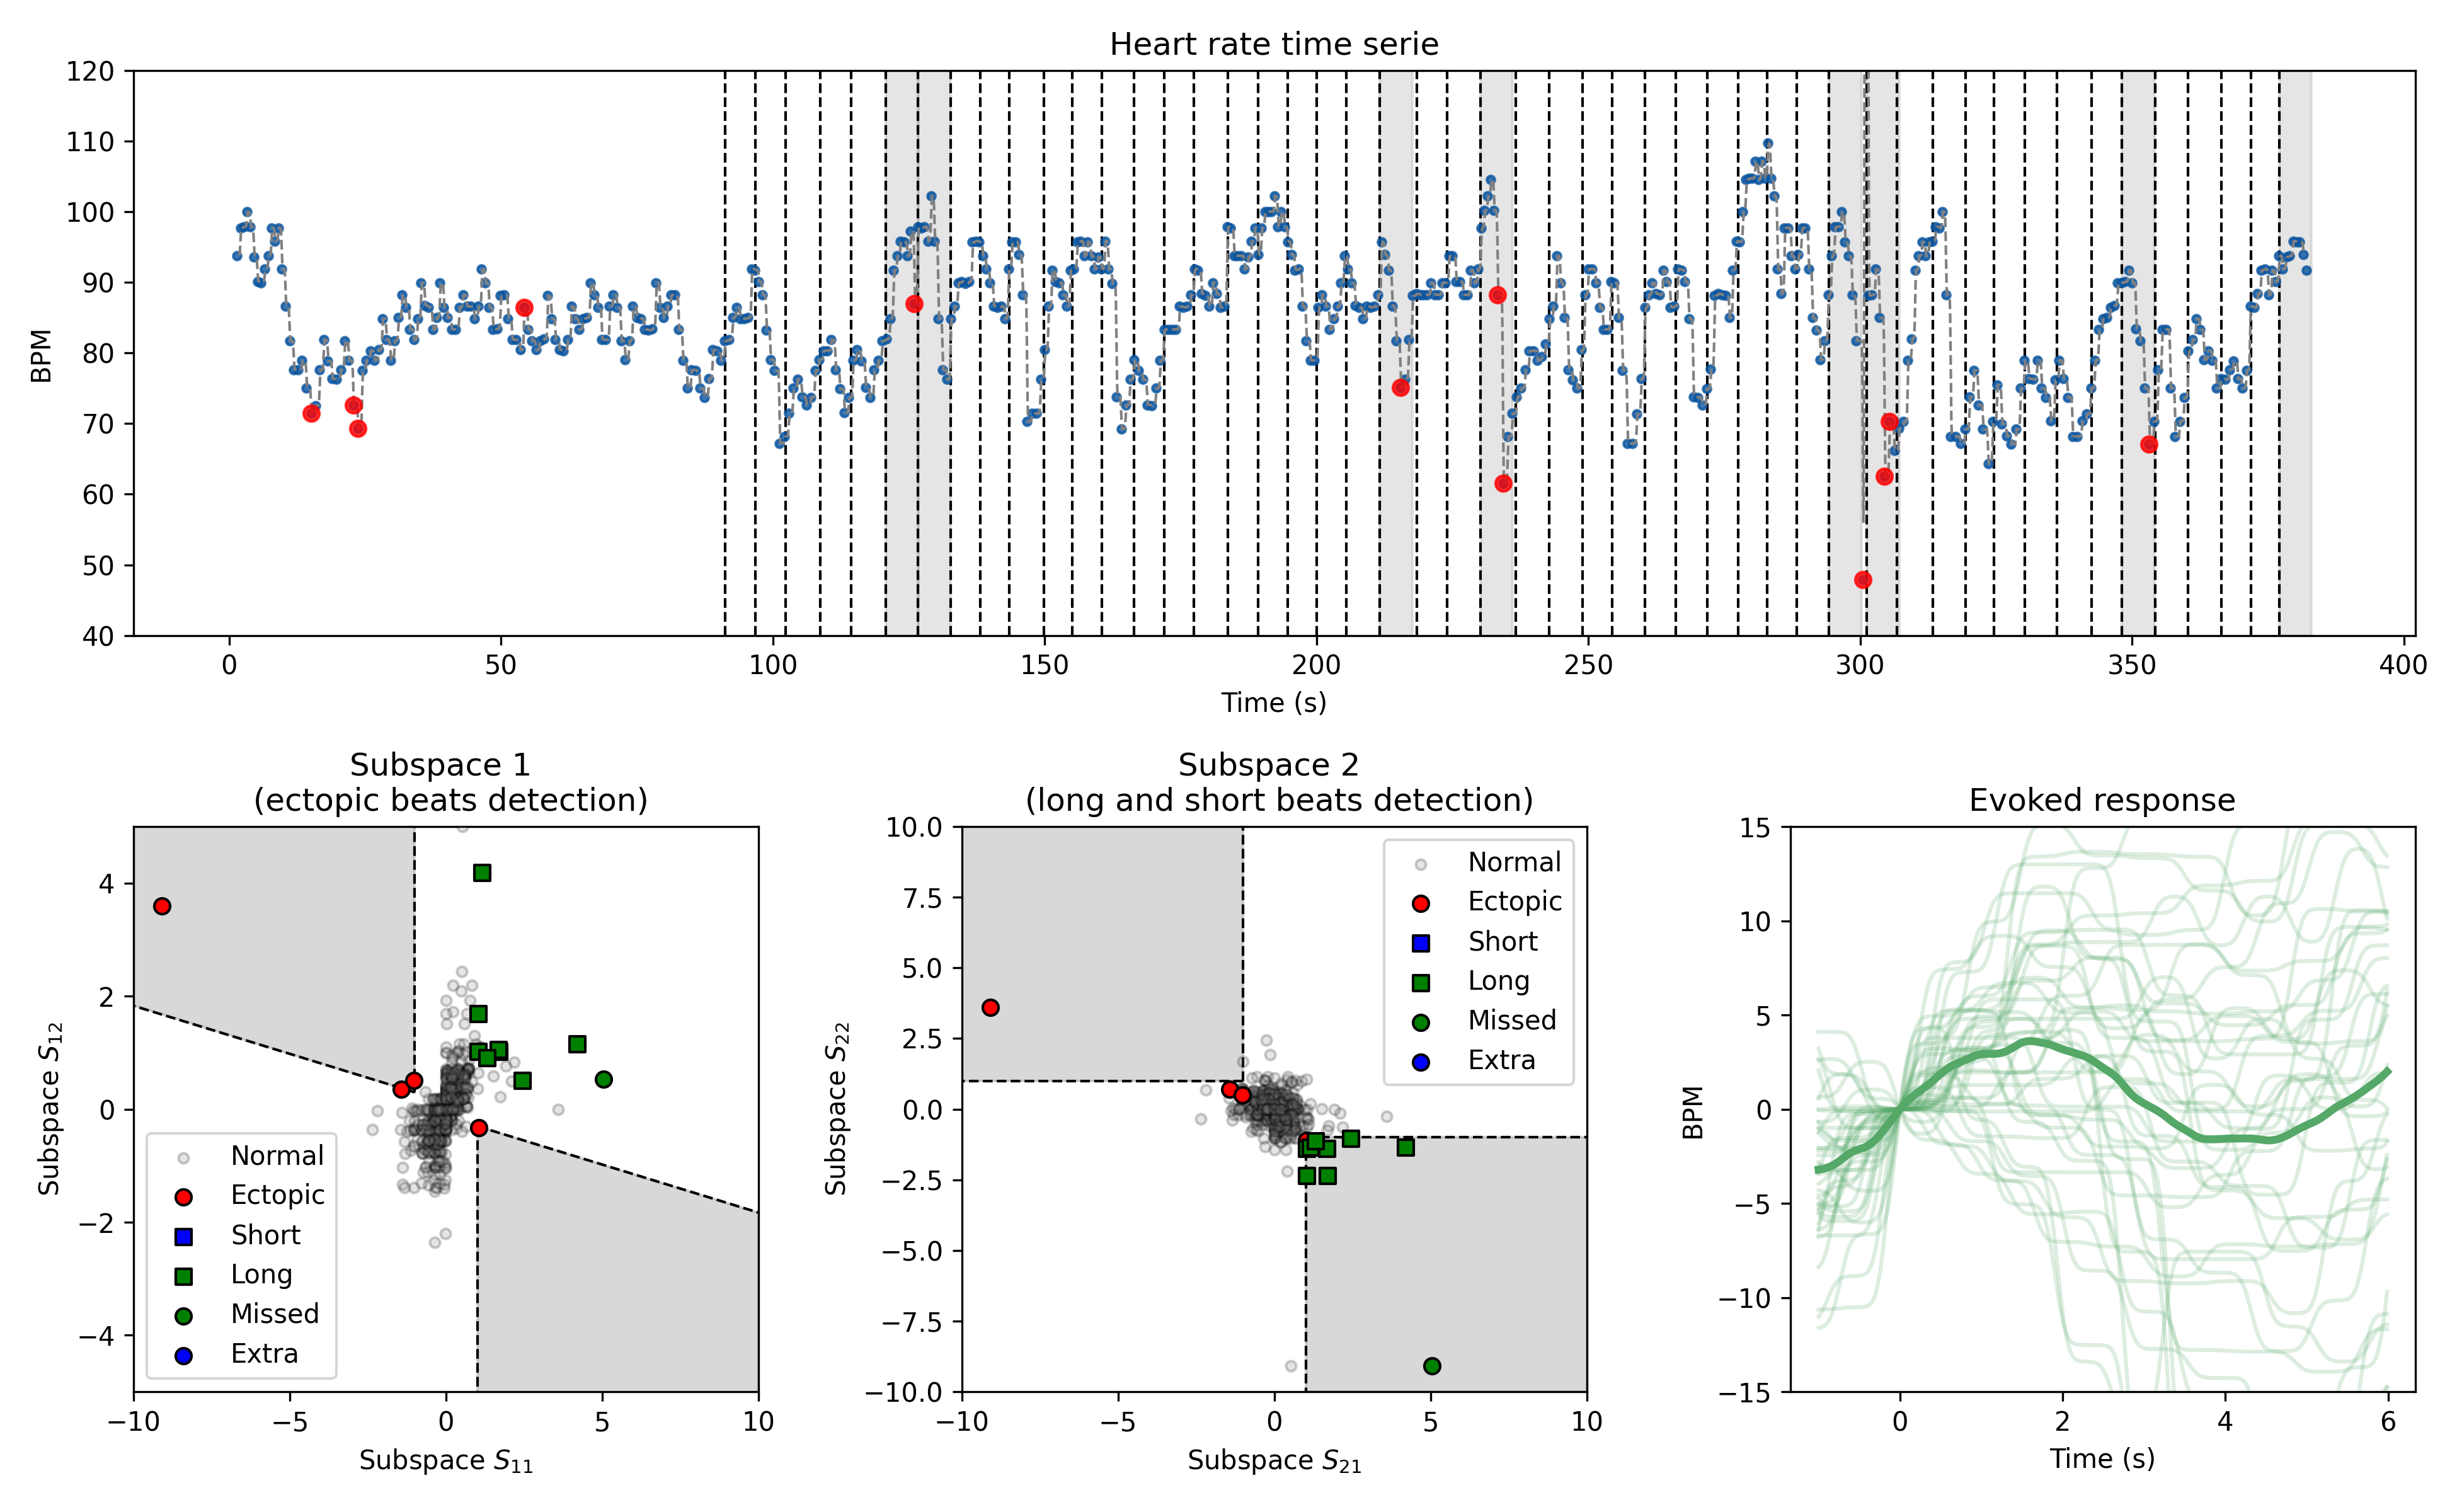 Heart rate time serie
120
110
100
90
80
70
60
50
40
BPM
0 50 100 150 200 250 300 350 400
Time (s)
Subspace 1
(ectopic beats detection)
4
2
0
−2
−4
Subspace S12
Normal
Ectopic
Short
Long
Missed
Extra
−10 −5 0 5 10
Subspace S11
Subspace 2
(long and short beats detection)
10.0
7.5
5.0
2.5
0.0
−2.5
−5.0
−7.5
−10.0
Subspace S22
Normal
Ectopic
Short
Long
Missed
Extra
−10 −5 0 5 10
Subspace S21
Evoked response
15
10
5
0
−5
−10
−15
BPM
0 2 4 6
Time (s)